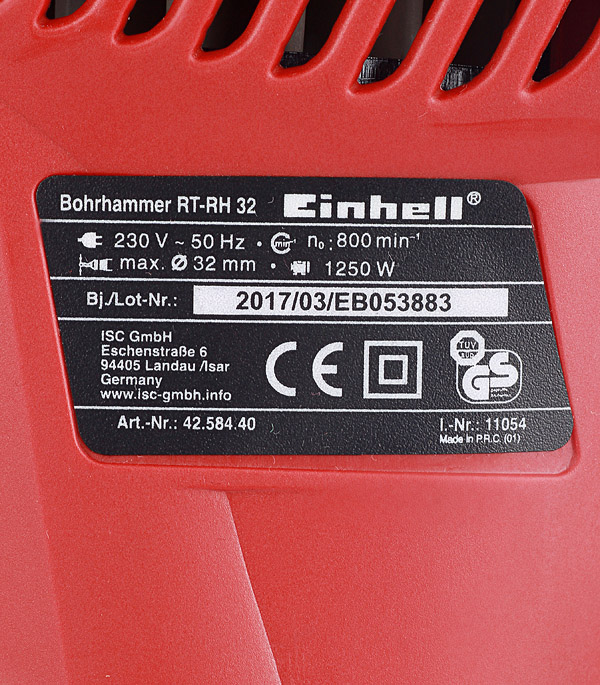 Bohrhammer RT-RH 32 Einhell®
230 V ~ 50 Hz • min n₀ : 800 min⁻¹
max. Ø 32 mm • 1250 W
Bj./Lot-Nr.: 2017/03/EB053883
ISC GmbH
Eschenstraße 6
94405 Landau /Isar
Germany
www.isc-gmbh.info
CE
TÜV
SÜD
GS
Art.-Nr.: 42.584.40 I.-Nr.: 11054
Made in P.R.C. (01)